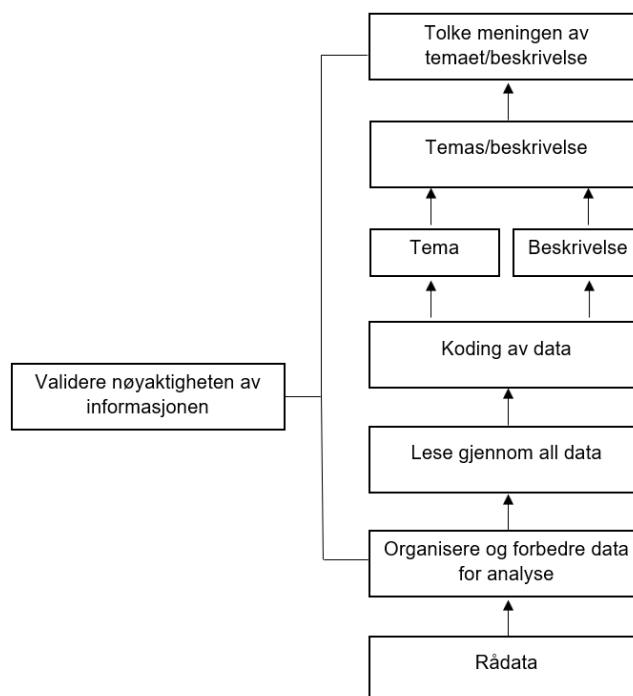 Tolke meningen av
temaet/beskrivelse
Temas/beskrivelse
Tema
Beskrivelse
Koding av data
Validere nøyaktigheten av
informasjonen
Lese gjennom all data
Organisere og forbedre data
for analyse
Rådata